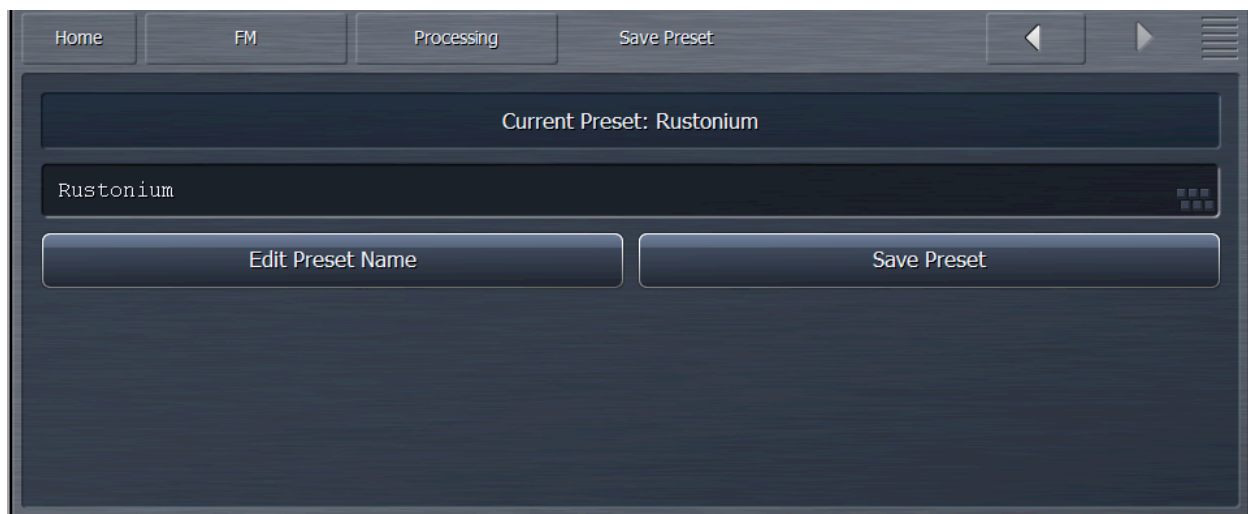 Home FM Processing Save Preset
Current Preset: Rustonium
Rustonium
Edit Preset Name Save Preset